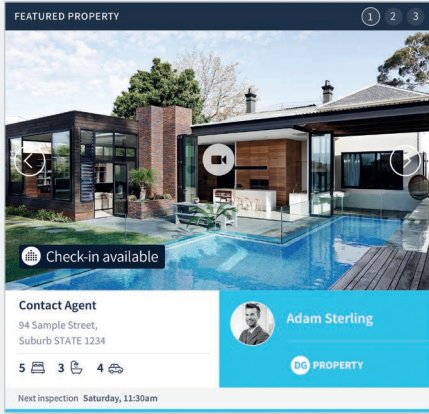 FEATURED PROPERTY
1 2 3
Check-in available
Contact Agent
94 Sample Street,
Suburb STATE 1234
5 3 4
Adam Sterling
DG PROPERTY
Next inspection Saturday, 11:30am